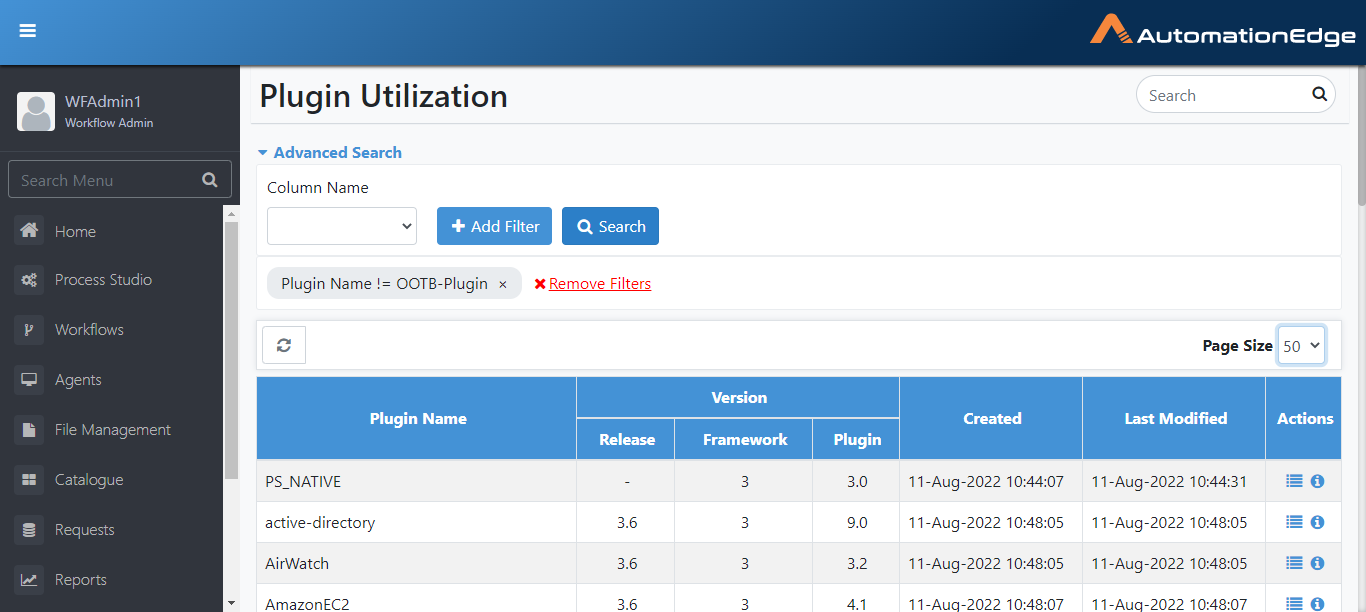 AutomationEdge
WFAdmin1
Workflow Admin
Search Menu
Home
Process Studio
Workflows
Agents
File Management
Catalogue
Requests
Reports
Plugin Utilization
Search
Advanced Search
Column Name
Add Filter
Search
Plugin Name != OOTB-Plugin ×
Remove Filters
Page Size 50
Plugin Name Version Created Last Modified Actions
Release Framework Plugin
PS_NATIVE - 3 3.0 11-Aug-2022 10:44:07 11-Aug-2022 10:44:31
active-directory 3.6 3 9.0 11-Aug-2022 10:48:05 11-Aug-2022 10:48:05
AirWatch 3.6 3 3.2 11-Aug-2022 10:48:05 11-Aug-2022 10:48:05
AmazonEC2 3.6 3 4.1 11-Aug-2022 10:48:07 11-Aug-2022 10:48:07